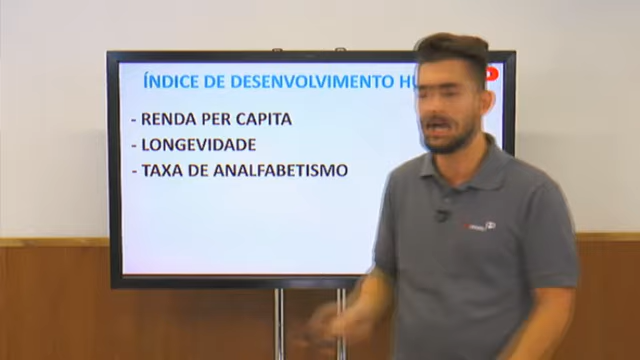 ÍNDICE DE DESENVOLVIMENTO HU
- RENDA PER CAPITA
- LONGEVIDADE
- TAXA DE ANALFABETISMO